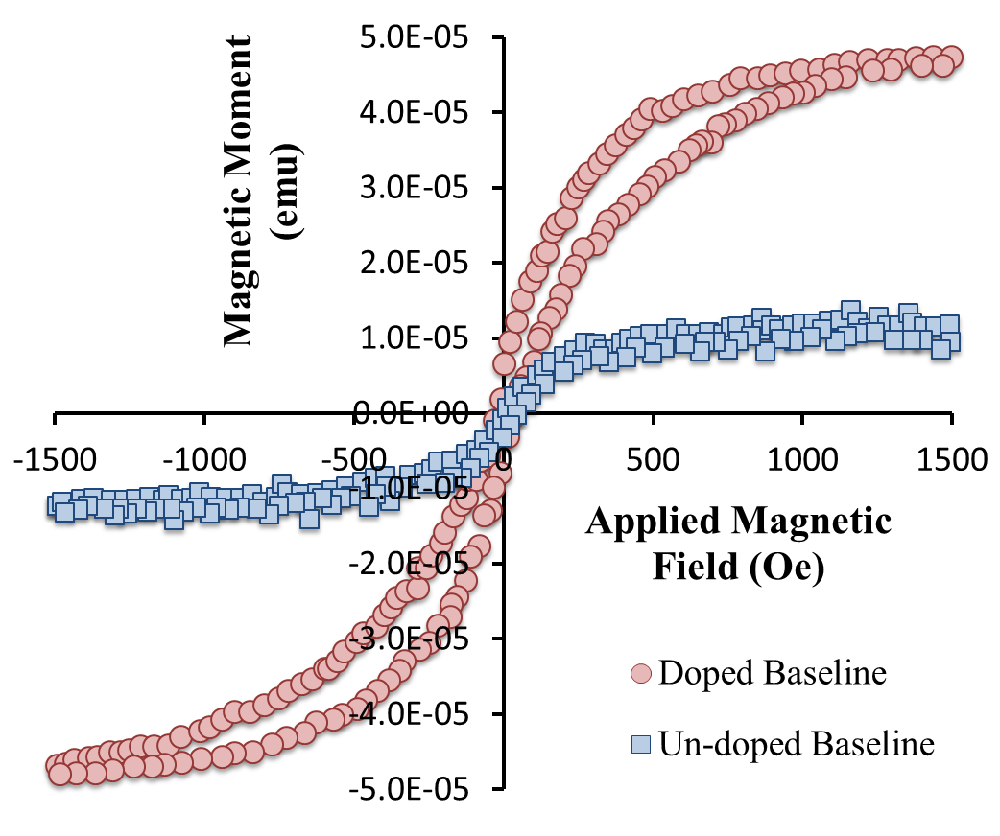 Magnetic Moment
(emu)
5.0E-05
4.0E-05
3.0E-05
2.0E-05
1.0E-05
0.0E+00
-1500 -1000 -500 0 500 1000 1500
-1.0E-05
-2.0E-05
-3.0E-05
-4.0E-05
-5.0E-05
Applied Magnetic
Field (Oe)
Doped Baseline
Un-doped Baseline